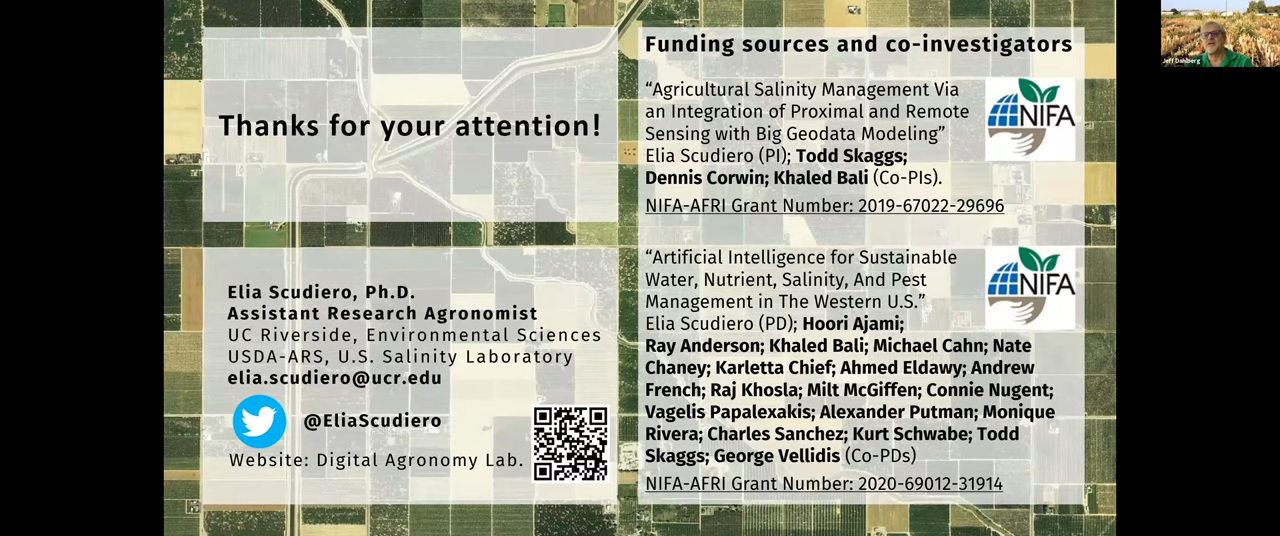 Thanks for your attention!
Elia Scudiero, Ph.D.
Assistant Research Agronomist
UC Riverside, Environmental Sciences
USDA-ARS, U.S. Salinity Laboratory
elia.scudiero@ucr.edu
@EliaScudiero
Website: Digital Agronomy Lab.
Funding sources and co-investigators
“Agricultural Salinity Management Via
an Integration of Proximal and Remote
Sensing with Big Geodata Modeling”
Elia Scudiero (PI); Todd Skaggs;
Dennis Corwin; Khaled Bali (Co-PIs).
NIFA-AFRI Grant Number: 2019-67022-29696
NIFA
“Artificial Intelligence for Sustainable
Water, Nutrient, Salinity, And Pest
Management in The Western U.S.”
Elia Scudiero (PD); Hoori Ajami;
Ray Anderson; Khaled Bali; Michael Cahn; Nate
Chaney; Karletta Chief; Ahmed Eldawy; Andrew
French; Raj Khosla; Milt McGiffen; Connie Nugent;
Vagelis Papalexakis; Alexander Putman; Monique
Rivera; Charles Sanchez; Kurt Schwabe; Todd
Skaggs; George Vellidis (Co-PDs)
NIFA-AFRI Grant Number: 2020-69012-31914
NIFA
Jeff Dahlberg